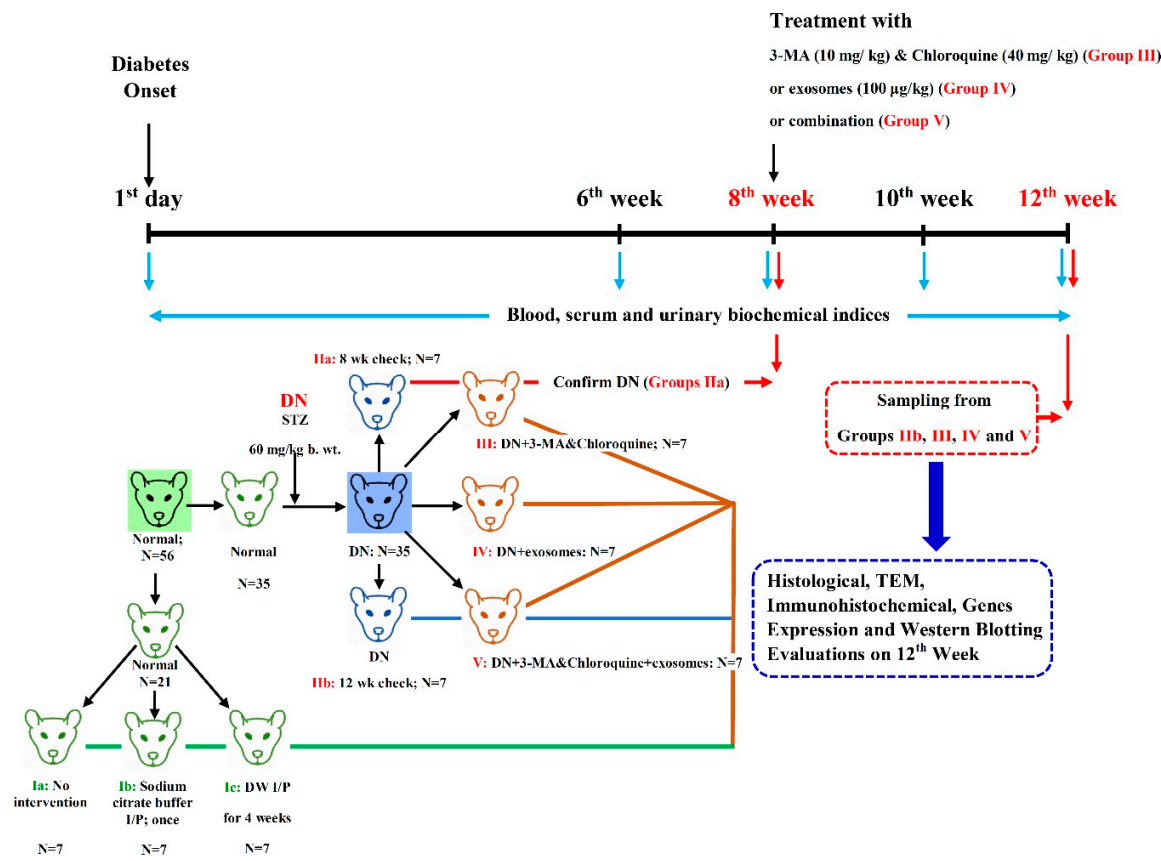 Treatment with
3-MA (10 mg/ kg) & Chloroquine (40 mg/ kg) (Group III)
or exosomes (100 µg/kg) (Group IV)
or combination (Group V)
Diabetes
Onset
1st day
6th week
8th week
10th week
12th week
Blood, serum and urinary biochemical indices
IIa: 8 wk check; N=7
Confirm DN (Groups IIa)
DN
STZ
60 mg/kg b. wt.
Sampling from
Groups IIb, III, IV and V
III: DN+3-MA&Chloroquine; N=7
Normal;
N=56
Normal
N=35
DN: N=35
IV: DN+exosomes: N=7
Histological, TEM,
Immunohistochemical, Genes
Expression and Western Blotting
Evaluations on 12th Week
Normal
N=21
DN
IIb: 12 wk check; N=7
V: DN+3-MA&Chloroquine+exosomes: N=7
Ia: No
intervention
N=7
Ib: Sodium
citrate buffer
I/P; once
N=7
Ic: DW I/P
for 4 weeks
N=7